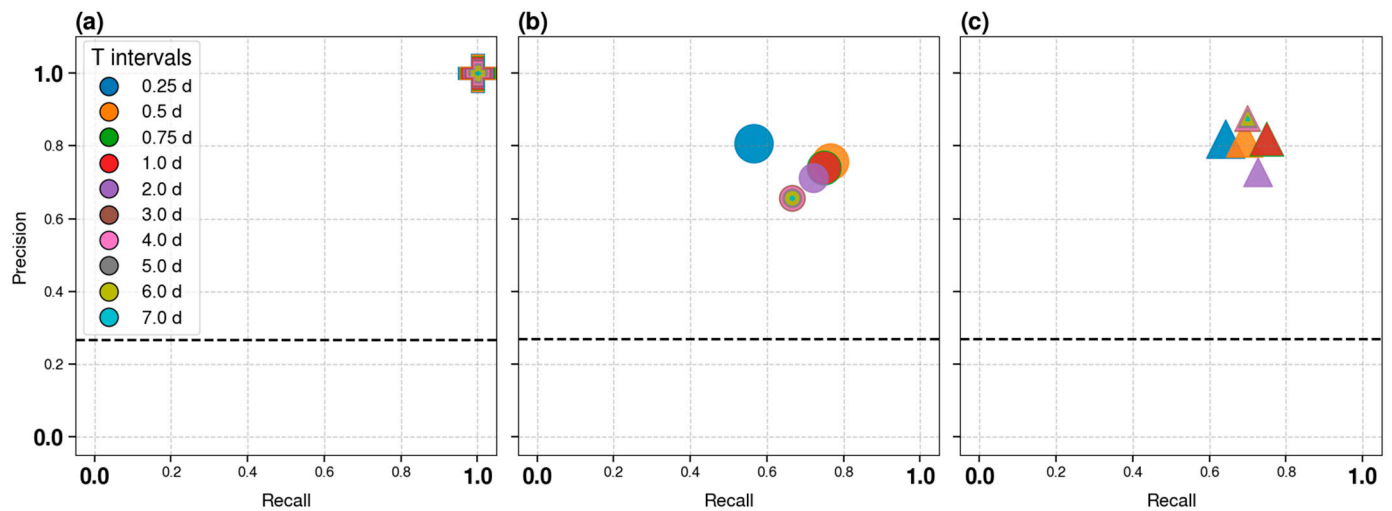 (a)
(b)
(c)
T intervals
0.25 d
0.5 d
0.75 d
1.0 d
2.0 d
3.0 d
4.0 d
5.0 d
6.0 d
7.0 d
Precision
1.0
0.8
0.6
0.4
0.2
0.0
0.0 0.2 0.4 0.6 0.8 1.0
0.0 0.2 0.4 0.6 0.8 1.0
0.0 0.2 0.4 0.6 0.8 1.0
Recall
Recall
Recall